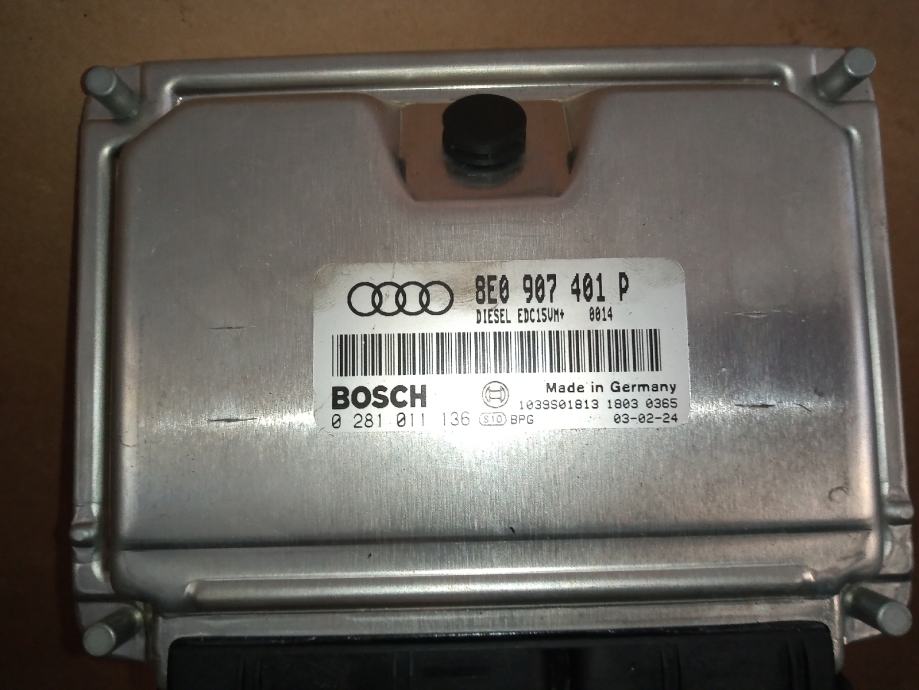 8E0 907 401 P
DIESEL EDC15VM+ 0014
BOSCH Made in Germany
1039S01813 1803 0365
0 281 011 136 S10 BPG 03-02-24